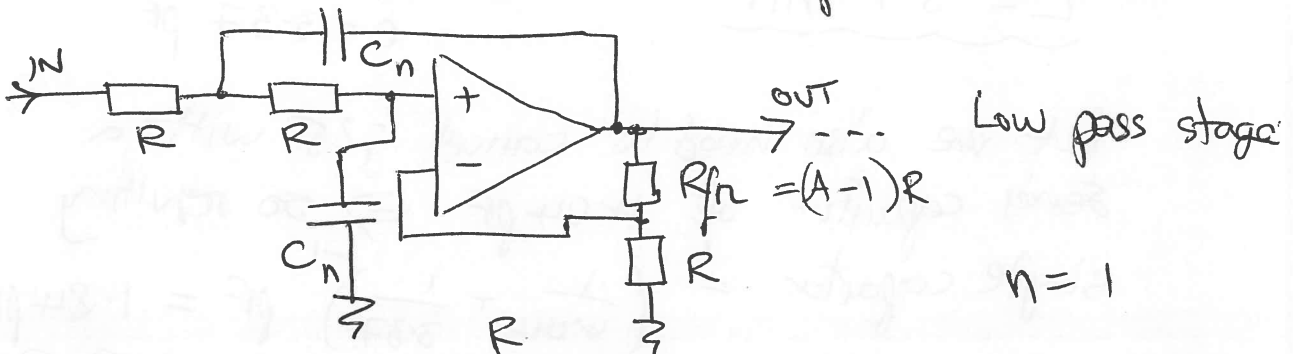 IN
R
R
Cn
+
−
OUT
---
Low pass stage
Rfn = (A-1)R
Cn
R
n = 1
R